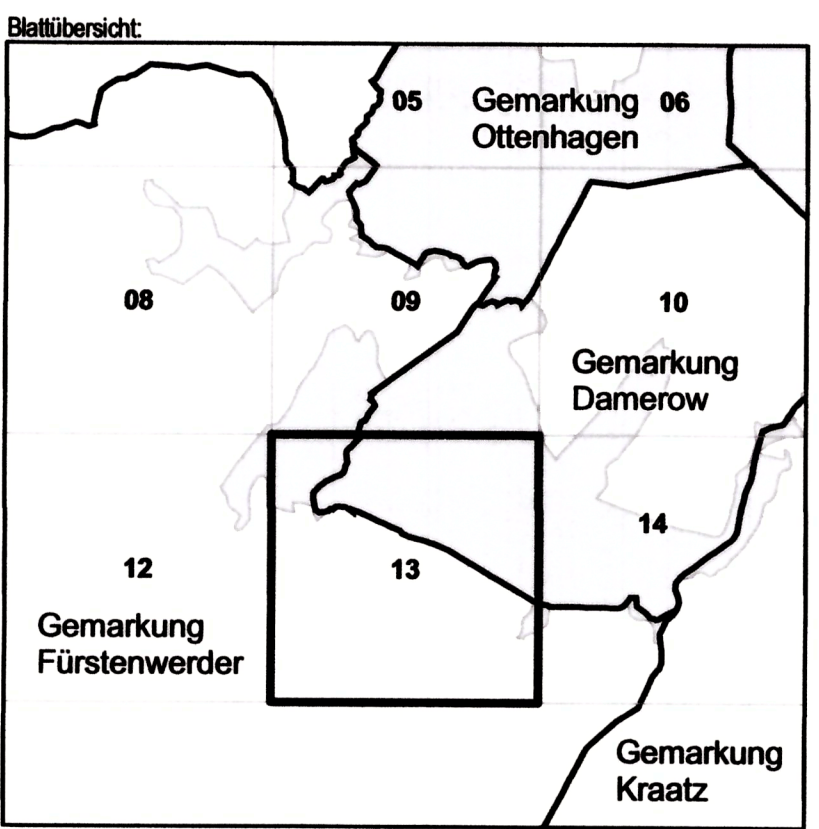 Blattübersicht:
05 Gemarkung 06
Ottenhagen
08 09 10
Gemarkung
Damerow
14
12 13
Gemarkung
Fürstenwerder
Gemarkung
Kraatz